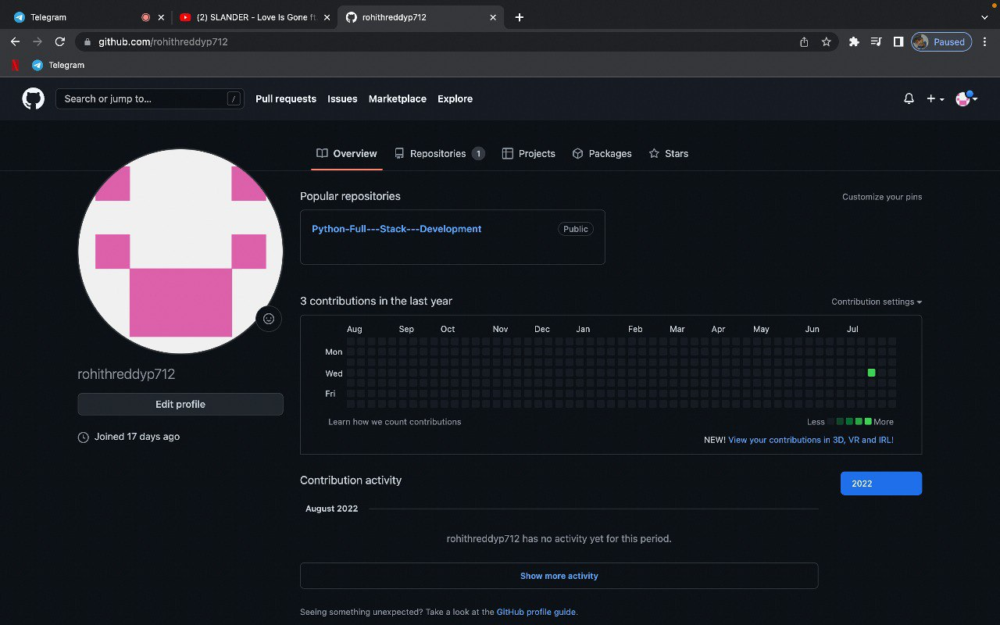 Telegram
(2) SLANDER - Love Is Gone ft
rohithreddyp712
github.com/rohithreddyp712
Paused
Telegram
Search or jump to...
/
Pull requests
Issues
Marketplace
Explore
Overview
Repositories 1
Projects
Packages
Stars
Popular repositories
Customize your pins
Python-Full---Stack---Development
Public
3 contributions in the last year
Contribution settings
Aug Sep Oct Nov Dec Jan Feb Mar Apr May Jun Jul
Mon
Wed
Fri
Learn how we count contributions
Less
More
NEW! View your contributions in 3D, VR and IRL!
rohithreddyp712
Edit profile
Joined 17 days ago
Contribution activity
2022
August 2022
rohithreddyp712 has no activity yet for this period.
Show more activity
Seeing something unexpected? Take a look at the GitHub profile guide.